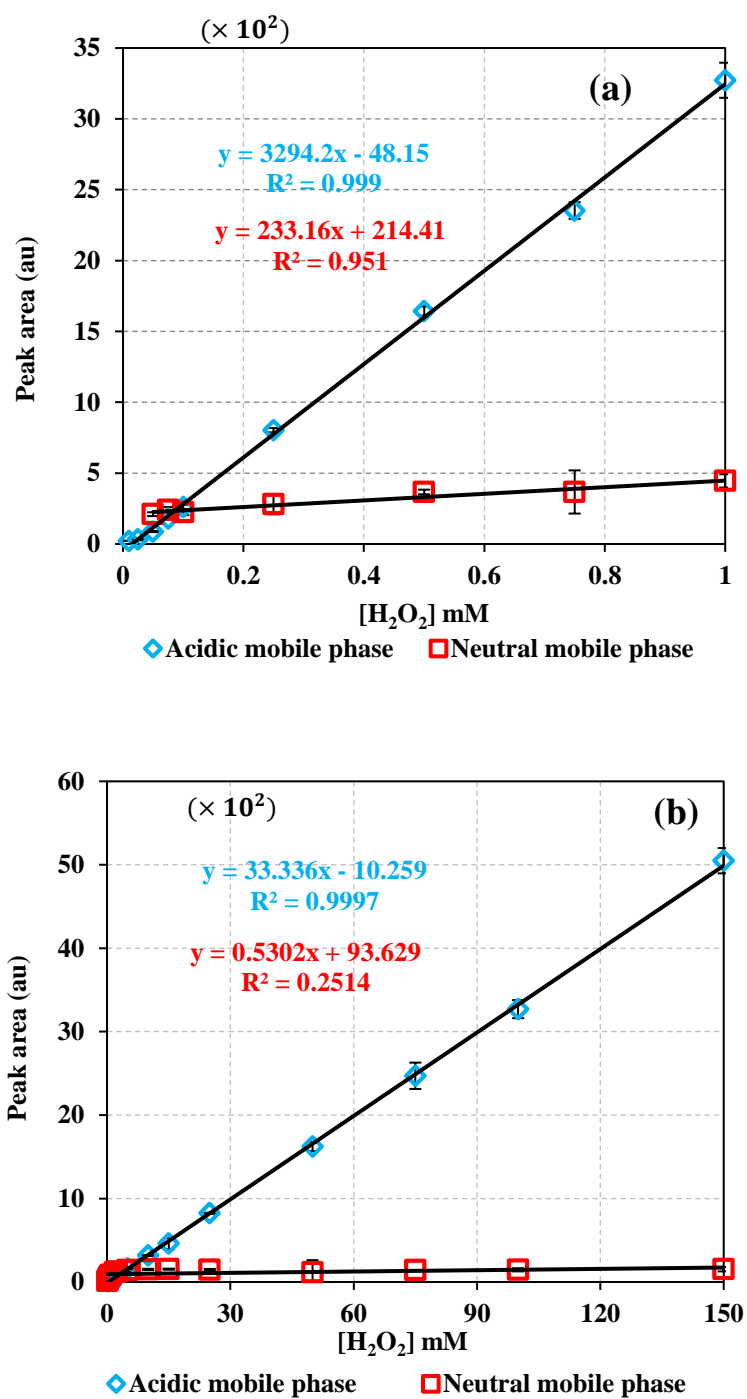 (× 10²)
(a)
35
30
25
20
15
10
5
0
Peak area (au)
y = 3294.2x - 48.15
R² = 0.999
y = 233.16x + 214.41
R² = 0.951
0 0.2 0.4 0.6 0.8 1
[H₂O₂] mM
Acidic mobile phase Neutral mobile phase
(× 10²)
(b)
60
50
40
30
20
10
0
Peak area (au)
y = 33.336x - 10.259
R² = 0.9997
y = 0.5302x + 93.629
R² = 0.2514
0 30 60 90 120 150
[H₂O₂] mM
Acidic mobile phase Neutral mobile phase